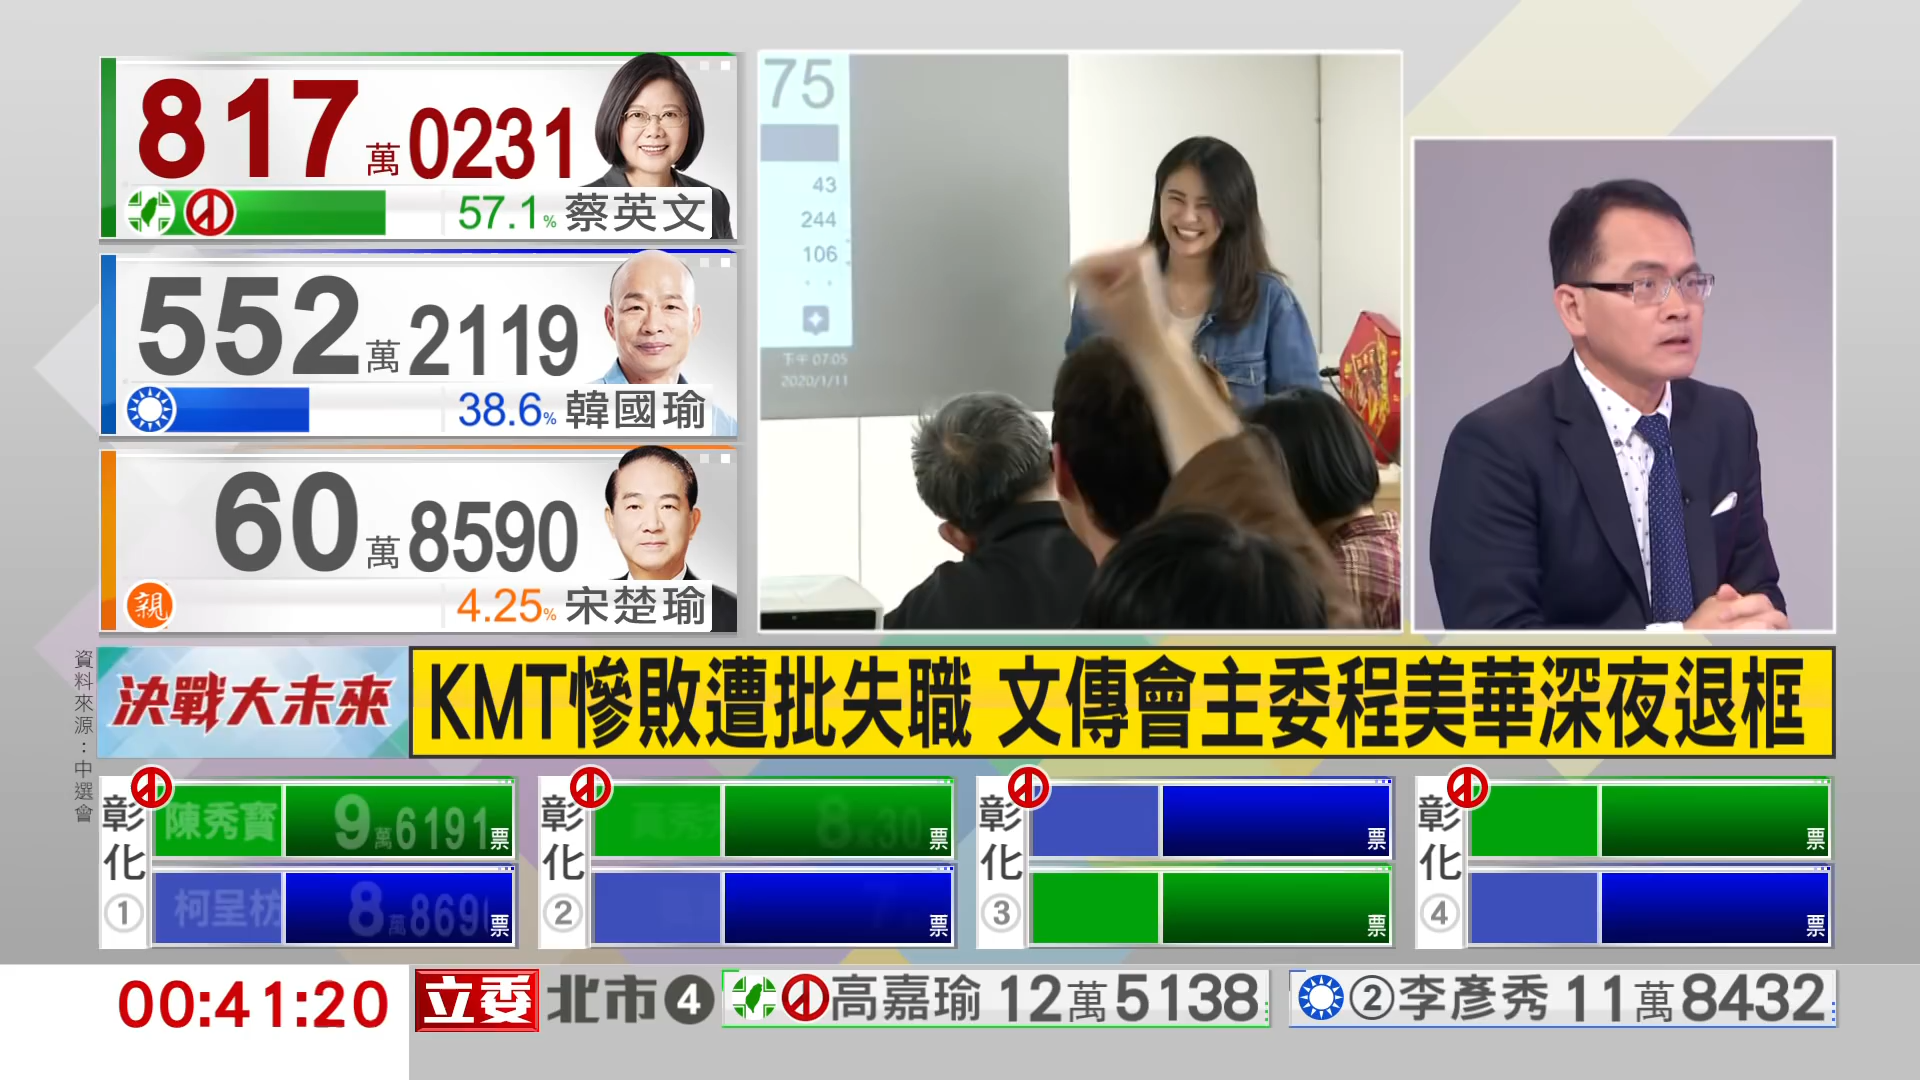 817萬0231
57.1% 蔡英文
552萬2119
38.6% 韓國瑜
60萬8590
親 4.25% 宋楚瑜
75
43
244
106
下午 07:05
2020/1/11
資料來源：中選會
決戰大未來
KMT慘敗遭批失職 文傳會主委程美華深夜退框
彰化①
陳秀寳 9萬6191票
柯呈枋 8萬869票
彰化②
票
票
彰化③
票
票
彰化④
票
票
00:41:20
立委 北市④ 高嘉瑜 12萬5138 ②李彥秀 11萬8432